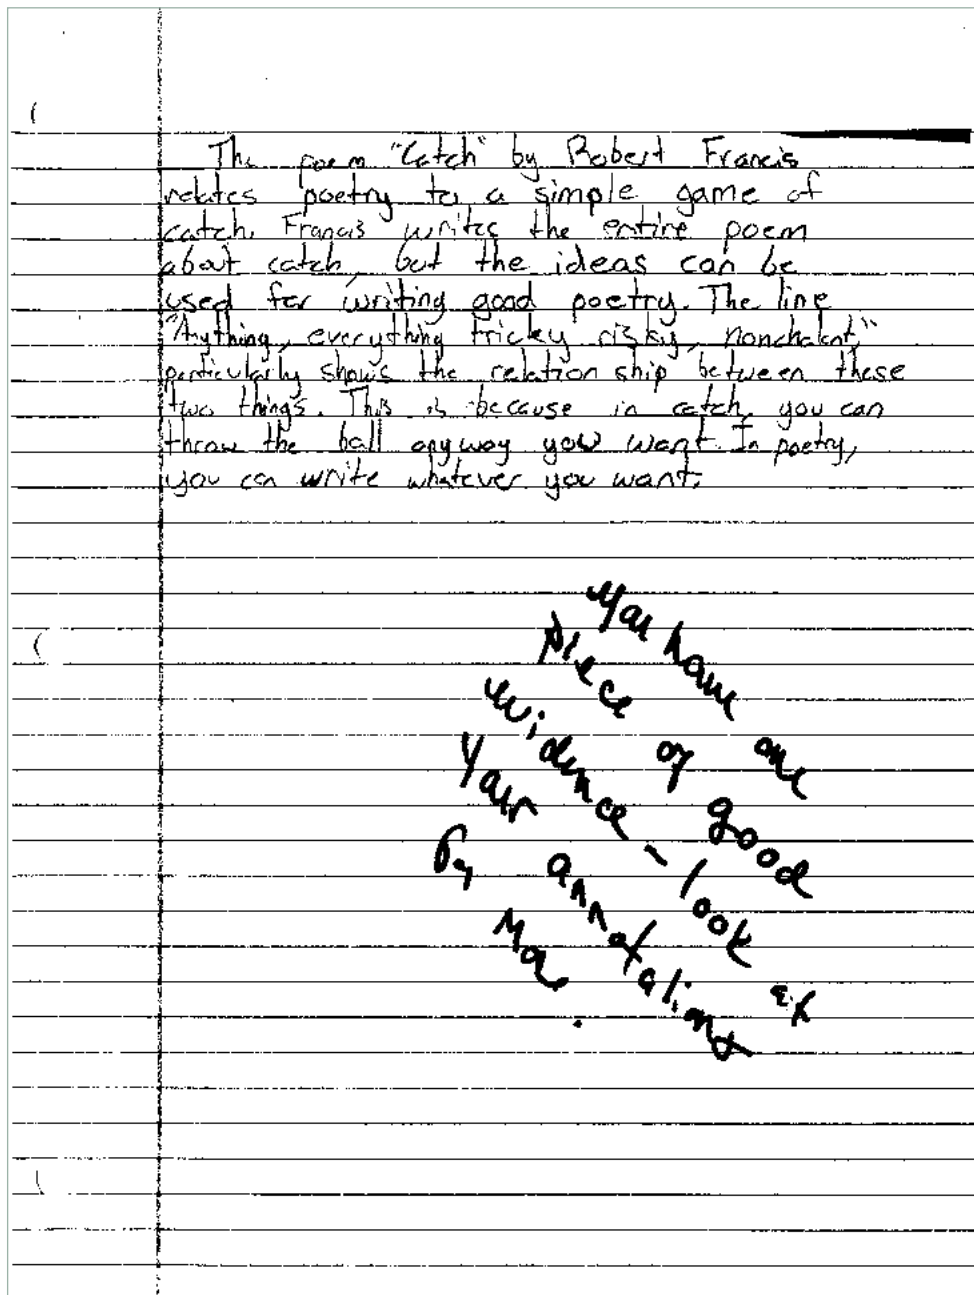 The poem "Catch" by Robert Francis
relates poetry to a simple game of
catch. Francis writes the entire poem
about catch, but the ideas can be
used for writing good poetry. The line
"Anything, everything tricky risky, nonchalant,"
particularly shows the relation ship between these
two things. This is because in catch, you can
throw the ball anyway you want. In poetry,
you can write whatever you want.
You have one
piece of good
evidence - look at
your annotations
for